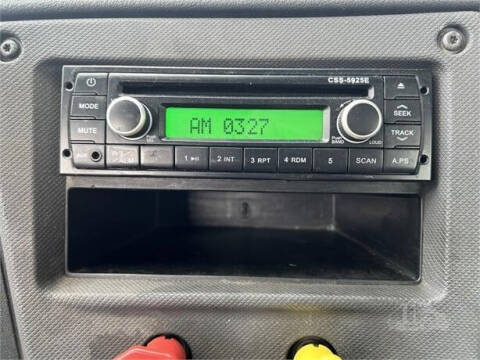 CSS-5925E
MODE
AM 0327
SEEK
MUTE
BAND
LOUD
TRACK
1
2 INT
3 RPT
4 RDM
5
SCAN
A.PS